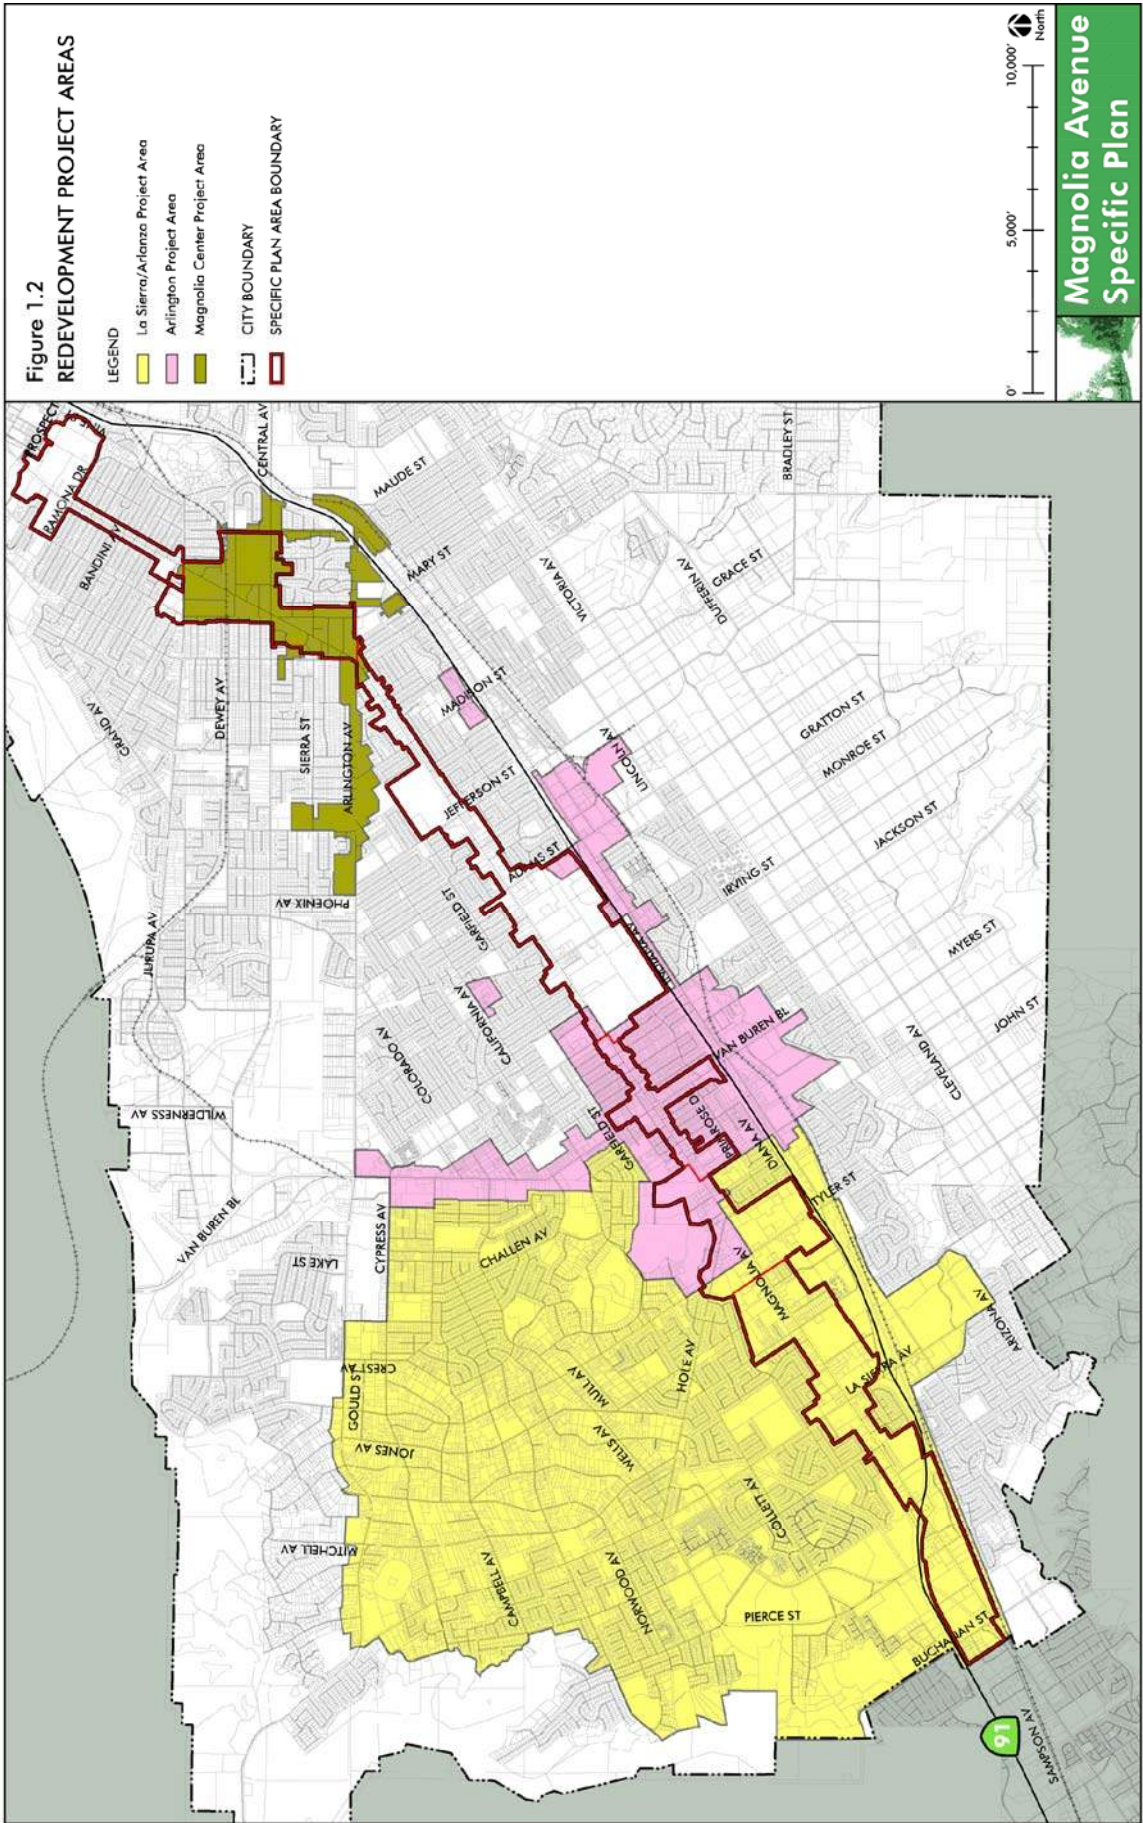 Figure 1.2
REDEVELOPMENT PROJECT AREAS
LEGEND
La Sierra/Arlanza Project Area
Arlington Project Area
Magnolia Center Project Area
CITY BOUNDARY
SPECIFIC PLAN AREA BOUNDARY
0'
5,000'
10,000'
North
Magnolia Avenue
Specific Plan
PROSPECT
RAMONA DR
BANDINI AV
CENTRAL AV
MAUDE ST
GRAND AV
DEWEY AV
SIERRA ST
ARLINGTON AV
MARY ST
VICTORIA AV
BRADLEY ST
GRACE ST
DUFFERIN AV
MADISON ST
JURUPA AV
PHOENIX AV
JEFFERSON ST
LINCOLN AV
GRATTON ST
MONROE ST
GARFIELD ST
ADAMS ST
IRVING ST
JACKSON ST
WILDERNESS AV
COLORADO AV
CALIFORNIA AV
INDIANA AV
MYERS ST
JOHN ST
VAN BUREN BL
CLEVELAND AV
VAN BUREN BL
LAKE ST
CYPRESS AV
GARFIELD ST
PRIMROSE D
DIANA AV
TYLER ST
CHALLEN AV
MAGNOLIA AV
MAGNOLIA
CREST AV
GOULD ST
JONES AV
MULL AV
HOLE AV
WELLS AV
LA SIERRA AV
ARIZONA AV
MITCHELL AV
CAMPBELL AV
COLLETT AV
NORWOOD AV
PIERCE ST
BUCHANAN ST
91
SAMPSON AV